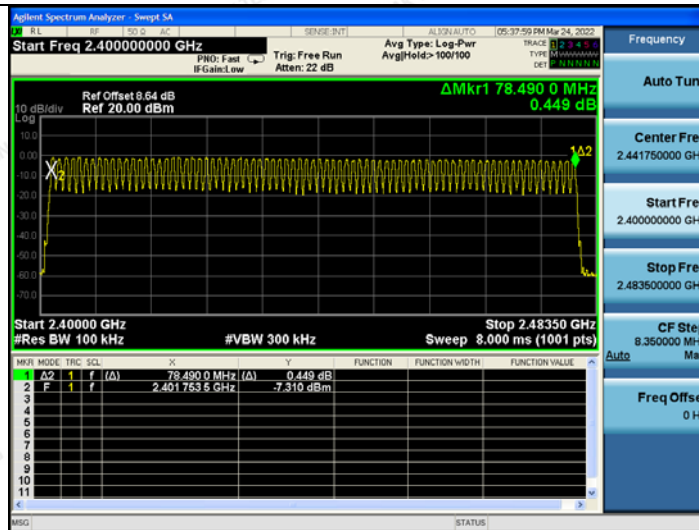 Agilent Spectrum Analyzer - Swept SA
RL RF 50 Ω AC SENSE:INT ALIGNAUTO 05:37:59 PM Mar 24, 2022
Start Freq 2.400000000 GHz
PNO: Fast Trig: Free Run Avg Type: Log-Pwr TRACE 1 2 3 4 5 6
IFGain:Low Atten: 22 dB Avg|Hold:> 100/100 TYPE M W W W W W
DET P N N N N N
Ref Offset 8.64 dB ΔMkr1 78.490 0 MHz
10 dB/div Ref 20.00 dBm 0.449 dB
Log
10.0
0.00
-10.0
-20.0
-30.0
-40.0
-50.0
-60.0
-70.0
2
1Δ2
Start 2.40000 GHz Stop 2.48350 GHz
#Res BW 100 kHz #VBW 300 kHz Sweep 8.000 ms (1001 pts)
MKR MODE TRC SCL X Y FUNCTION FUNCTION WIDTH FUNCTION VALUE
1 Δ2 1 f (Δ) 78.490 0 MHz (Δ) 0.449 dB
2 F 1 f 2.401 753 5 GHz -7.310 dBm
3
4
5
6
7
8
9
10
11
MSG STATUS
Frequency
Auto Tun
Center Fre
2.441750000 GH
Start Fre
2.400000000 GH
Stop Fre
2.483500000 GH
CF Ste
8.350000 MH
Auto Ma
Freq Offse
0 H